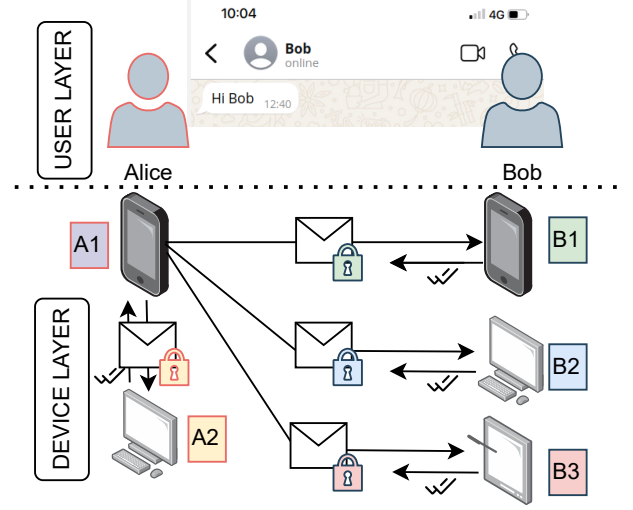 10:04
4G
Bob
online
Hi Bob 12:40
USER LAYER
Alice
Bob
A1
B1
DEVICE LAYER
B2
A2
B3